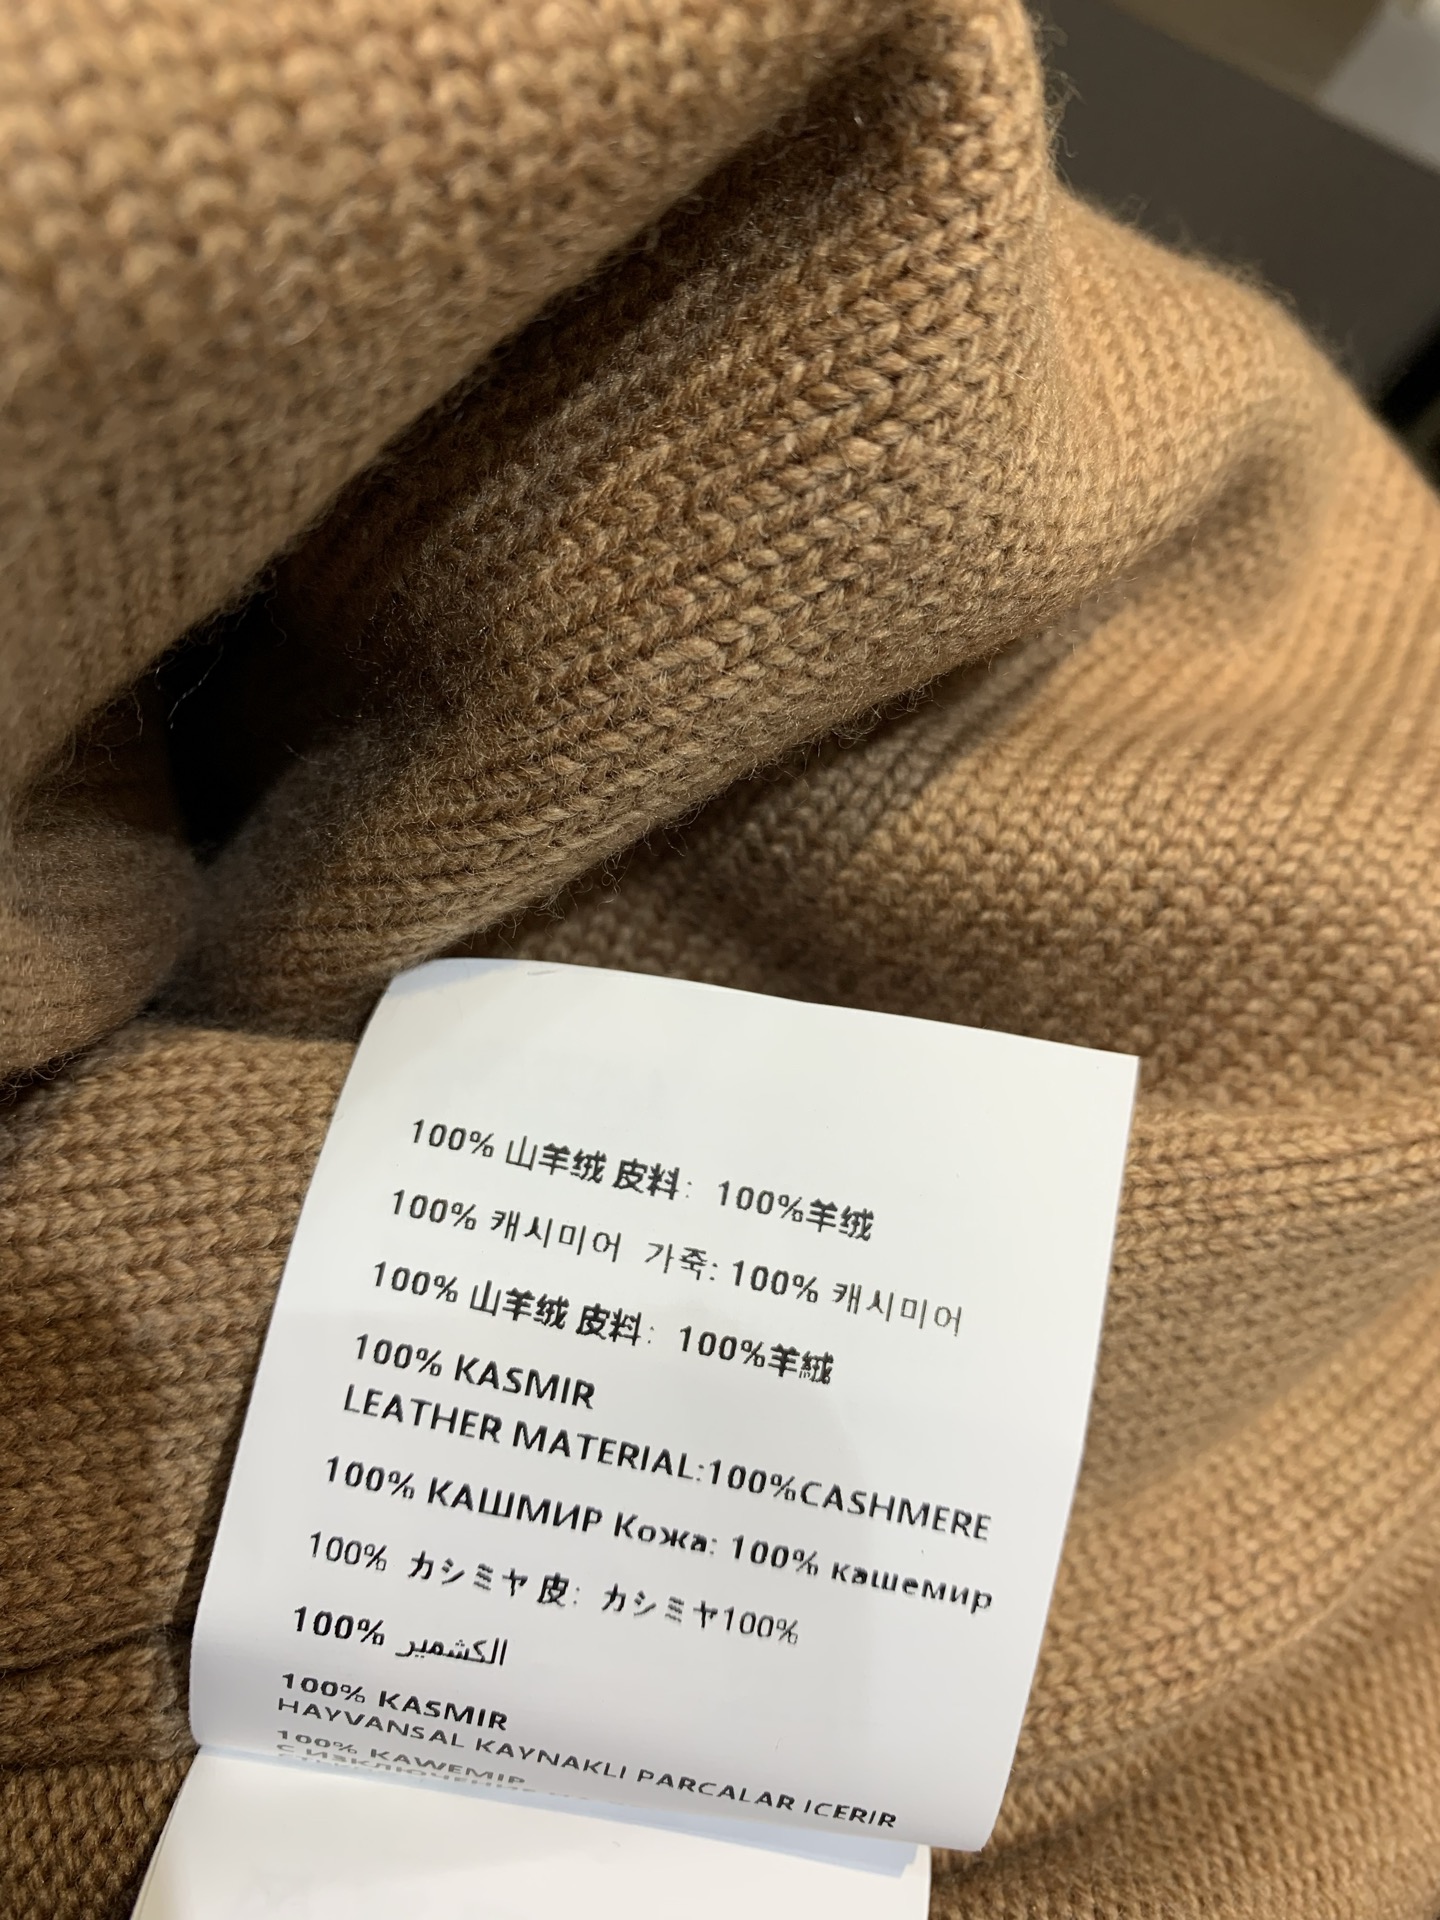 100% 山羊绒 皮料：100%羊绒
100% 캐시미어 가죽: 100% 캐시미어
100% 山羊绒 皮料：100%羊絨
100% KASMIR
LEATHER MATERIAL:100%CASHMERE
100% КАШМИР Кожа: 100% кашемир
100% カシミヤ 皮：カシミヤ100%
100% الكشمير
100% KASMIR
HAYVANSAL KAYNAKLI PARCALAR ICERIR
100% KAWEMIP
С ИЗКЛЮЧЕНИЕ